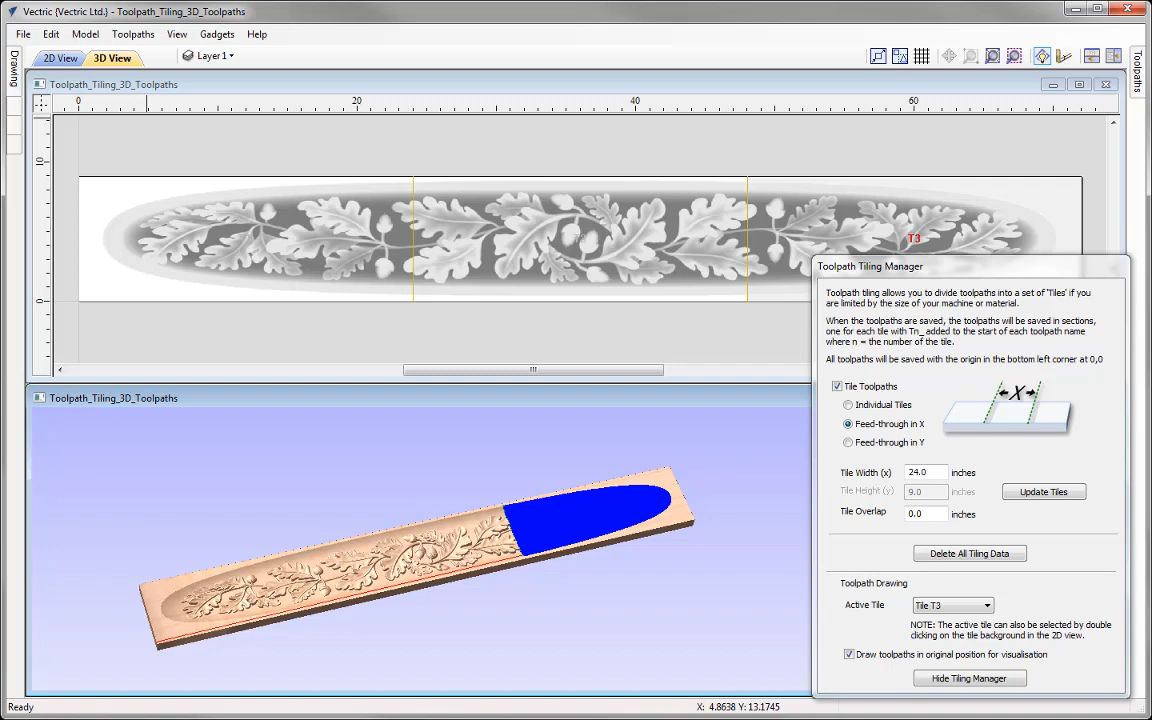 Vectric {Vectric Ltd.} - Toolpath_Tiling_3D_Toolpaths
File Edit Model Toolpaths View Gadgets Help
Drawing
2D View
3D View
Layer 1
Toolpaths
Toolpath_Tiling_3D_Toolpaths
0 20 40 60
10
0
T3
Toolpath_Tiling_3D_Toolpaths
Toolpath Tiling Manager
Toolpath tiling allows you to divide toolpaths into a set of 'Tiles' if you
are limited by the size of your machine or material.
When the toolpaths are saved, the toolpaths will be saved in sections,
one for each tile with Tn_ added to the start of each toolpath name
where n = the number of the tile.
All toolpaths will be saved with the origin in the bottom left corner at 0,0
Tile Toolpaths
Individual Tiles
Feed-through in X
Feed-through in Y
X
Tile Width (x) 24.0 inches
Tile Height (y) 9.0 inches
Update Tiles
Tile Overlap 0.0 inches
Delete All Tiling Data
Toolpath Drawing
Active Tile Tile T3
NOTE: The active tile can also be selected by double
clicking on the tile background in the 2D view.
Draw toolpaths in original position for visualisation
Hide Tiling Manager
Ready
X: 4.8638 Y: 13.1745